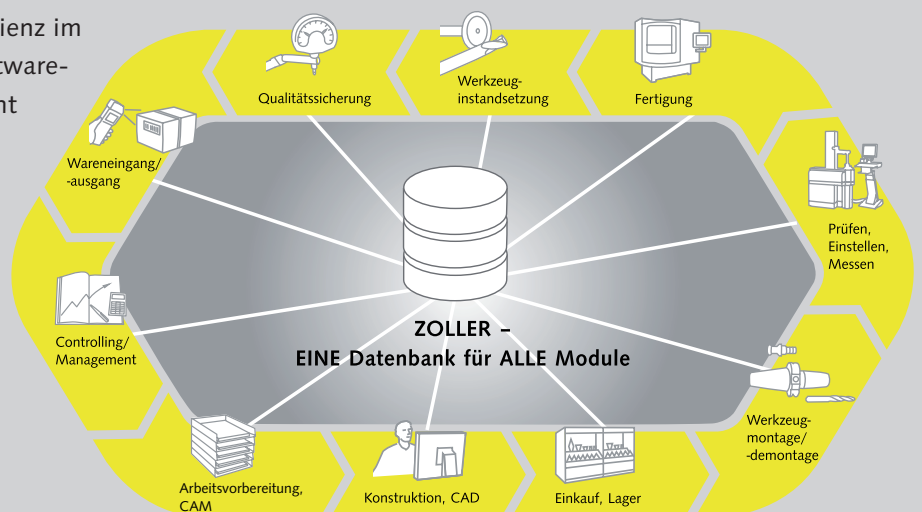 ienz im
tware-
nt
Qualitätssicherung
Werkzeug-
instandsetzung
Fertigung
Wareneingang/
-ausgang
Prüfen,
Einstellen,
Messen
Controlling/
Management
ZOLLER –
EINE Datenbank für ALLE Module
Werkzeug-
montage/
-demontage
Arbeitsvorbereitung,
CAM
Konstruktion, CAD
Einkauf, Lager